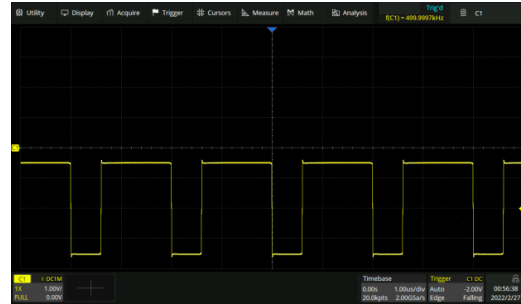 Utility Display Acquire Trigger Cursors Measure Math Analysis Trig'd C1
f(C1) = 499.9997kHz
C1
C1 DC1M Timebase Trigger C1 DC
1X 1.00V/ 0.00s 1.00us/div Auto -2.00V 00:56:38
FULL 0.00V 20.0kpts 2.00GSa/s Edge Falling 2022/2/27